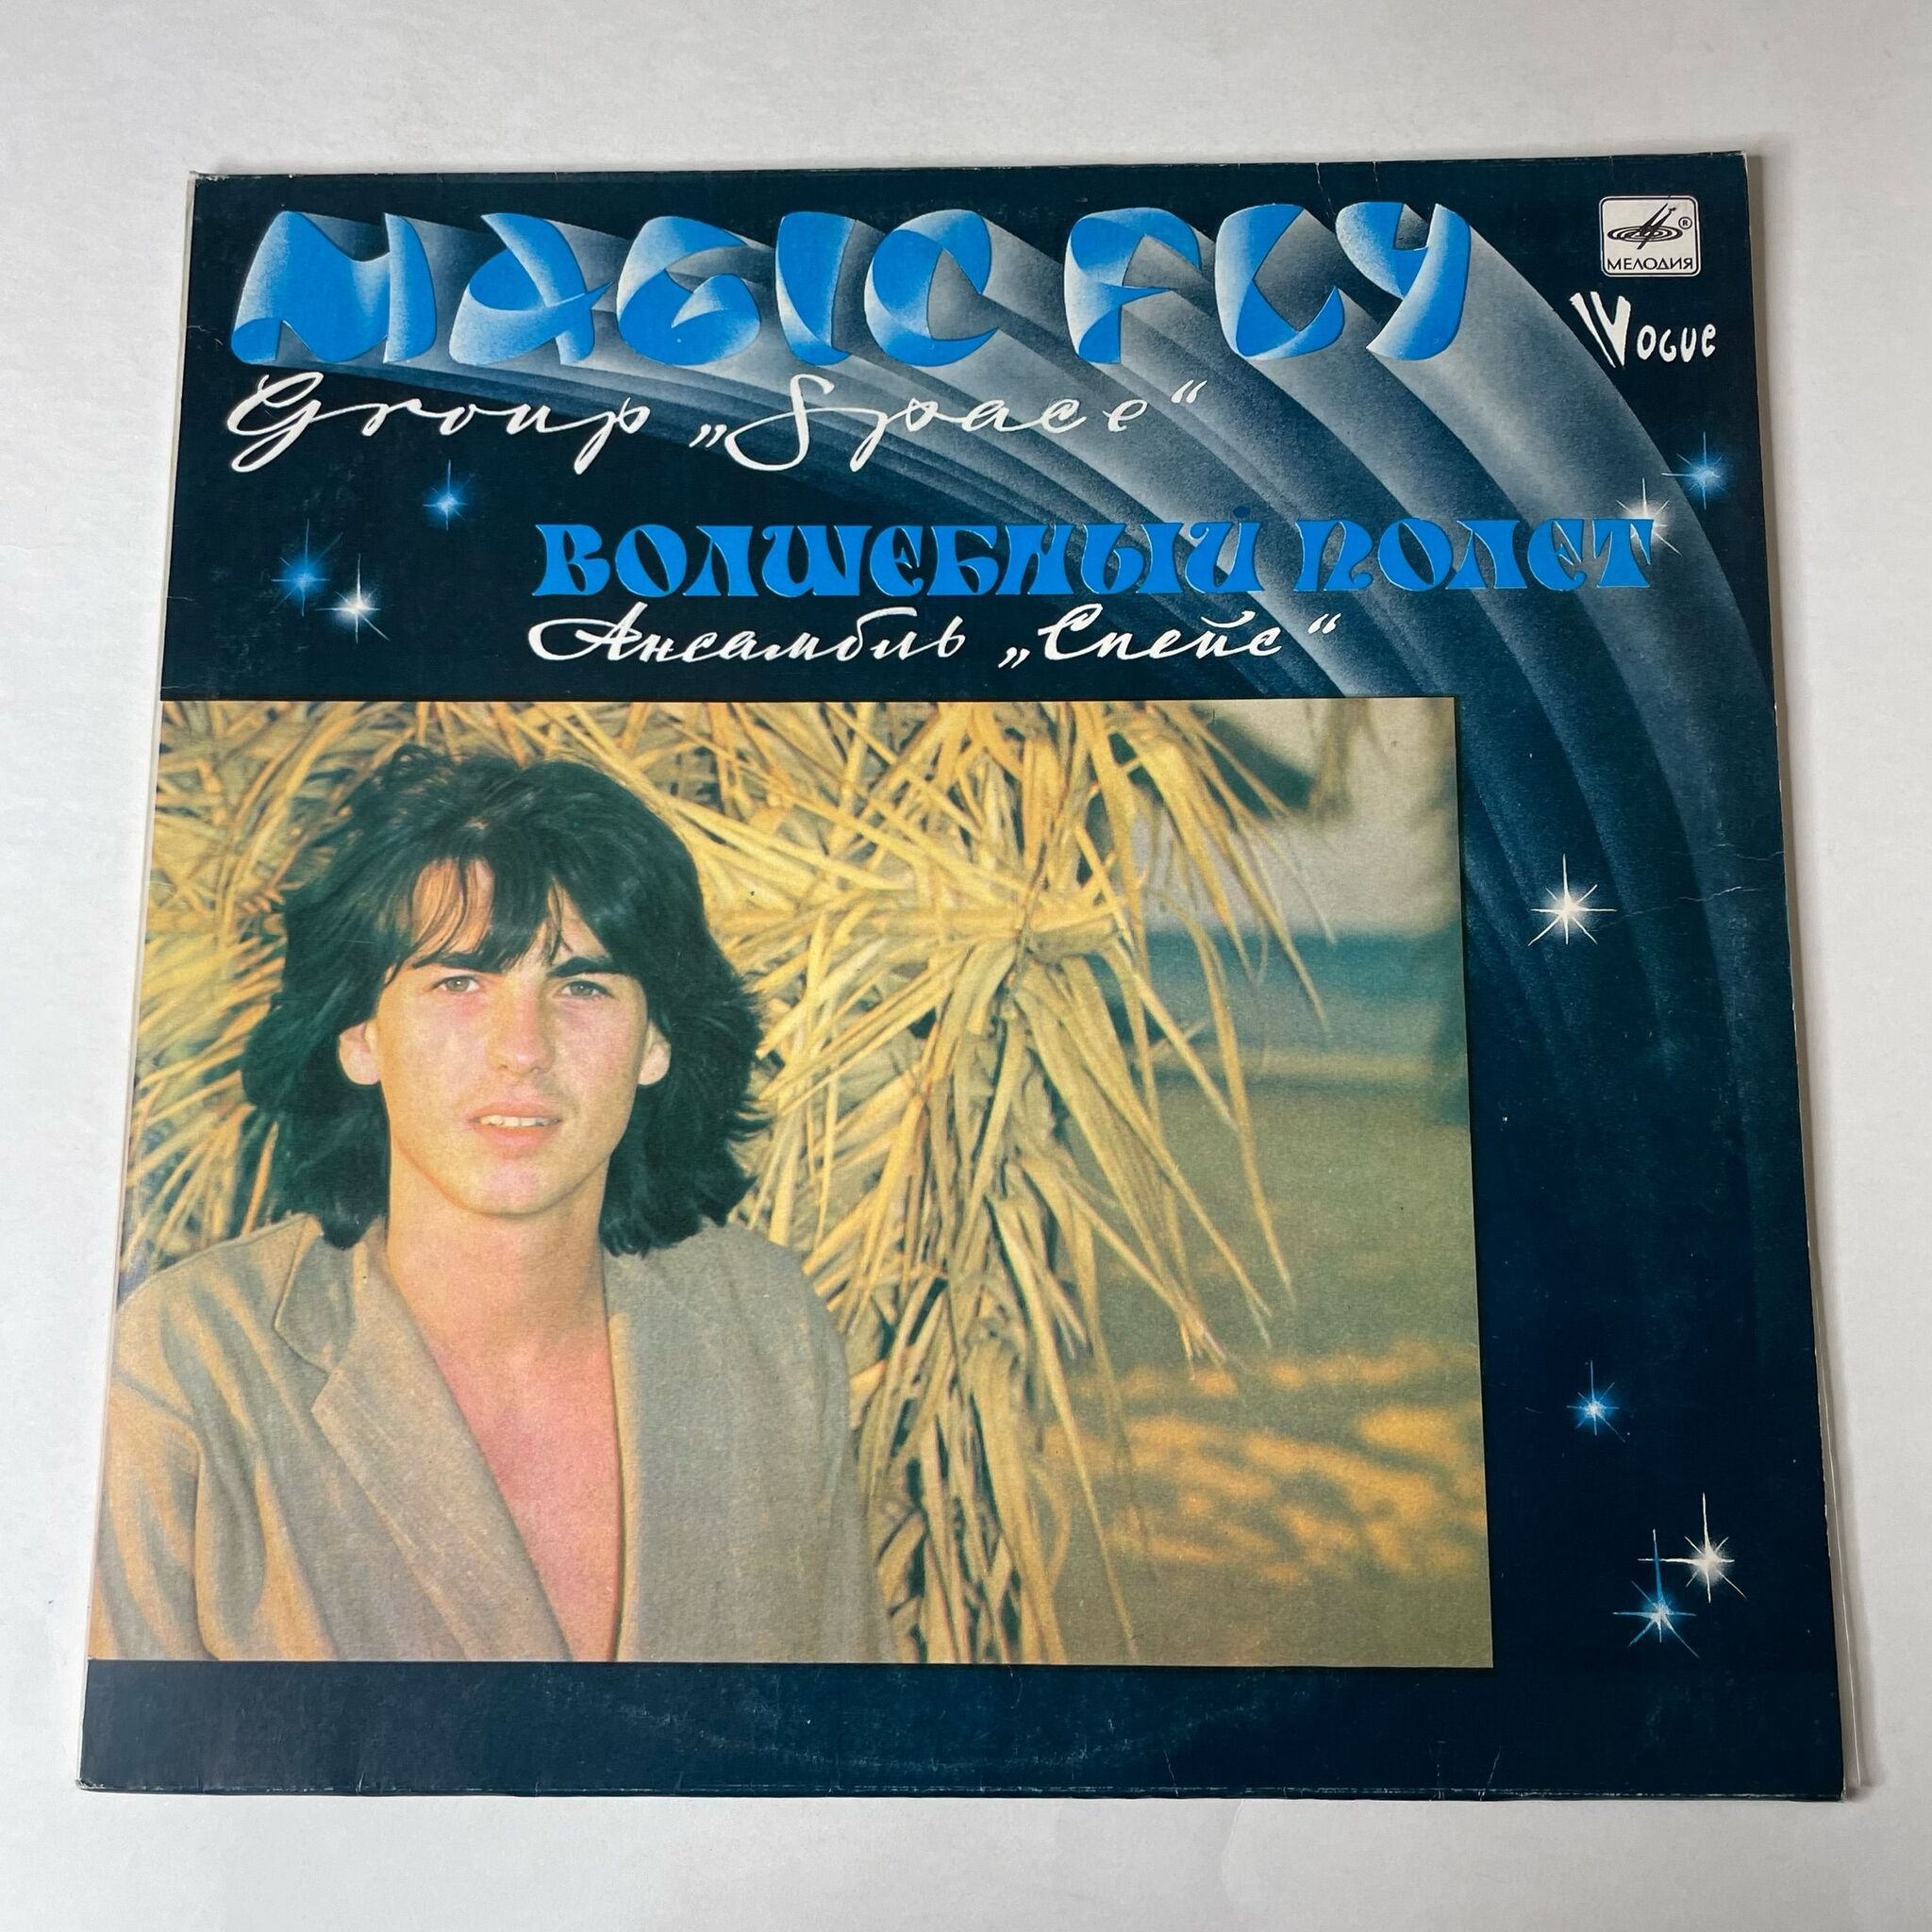 MAGIC FLY
®
МЕЛОДИЯ
Vogue
Group „Space“
ВОЛШЕБНЫЙ ПОЛЕТ
Ансамбль „Спейс“